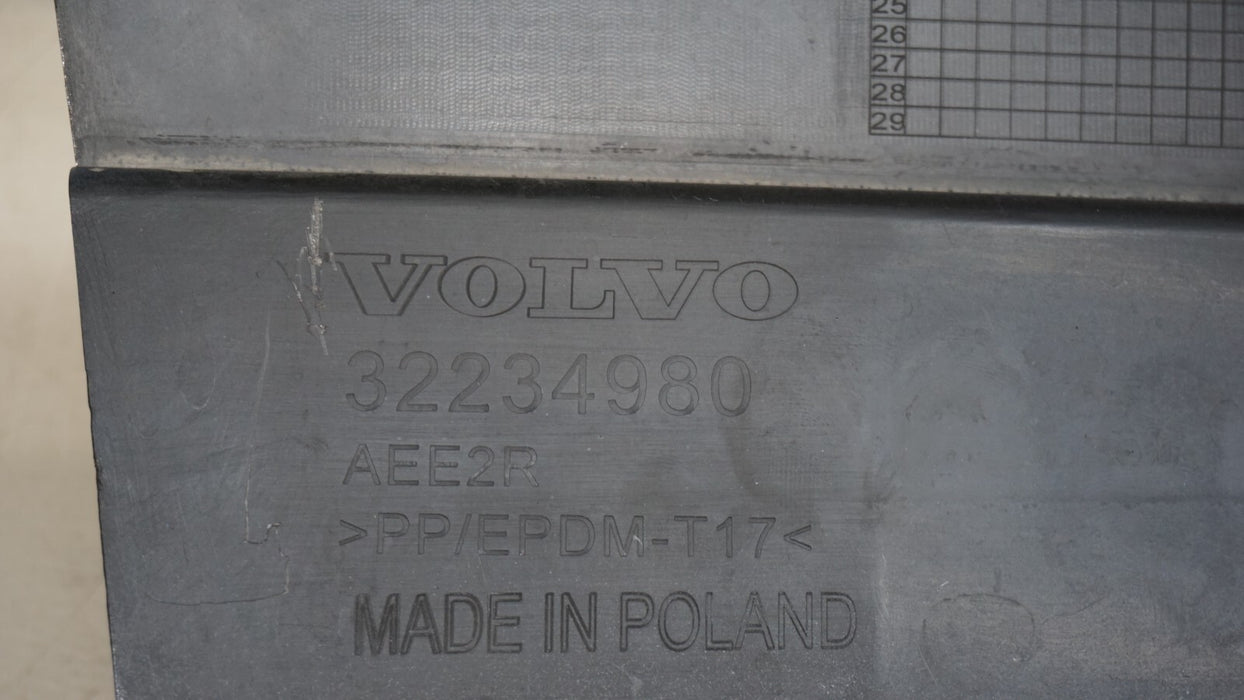 25
26
27
28
29
VOLVO
32234980
AEE2R
>PP/EPDM-T17<
MADE IN POLAND